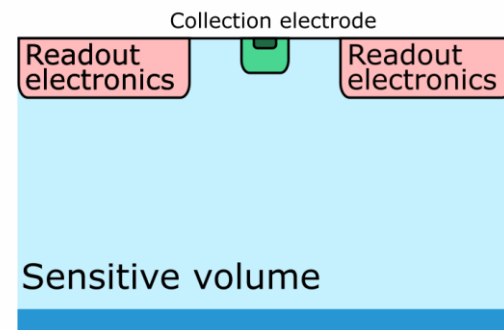 Collection electrode
Readout
electronics
Readout
electronics
Sensitive volume